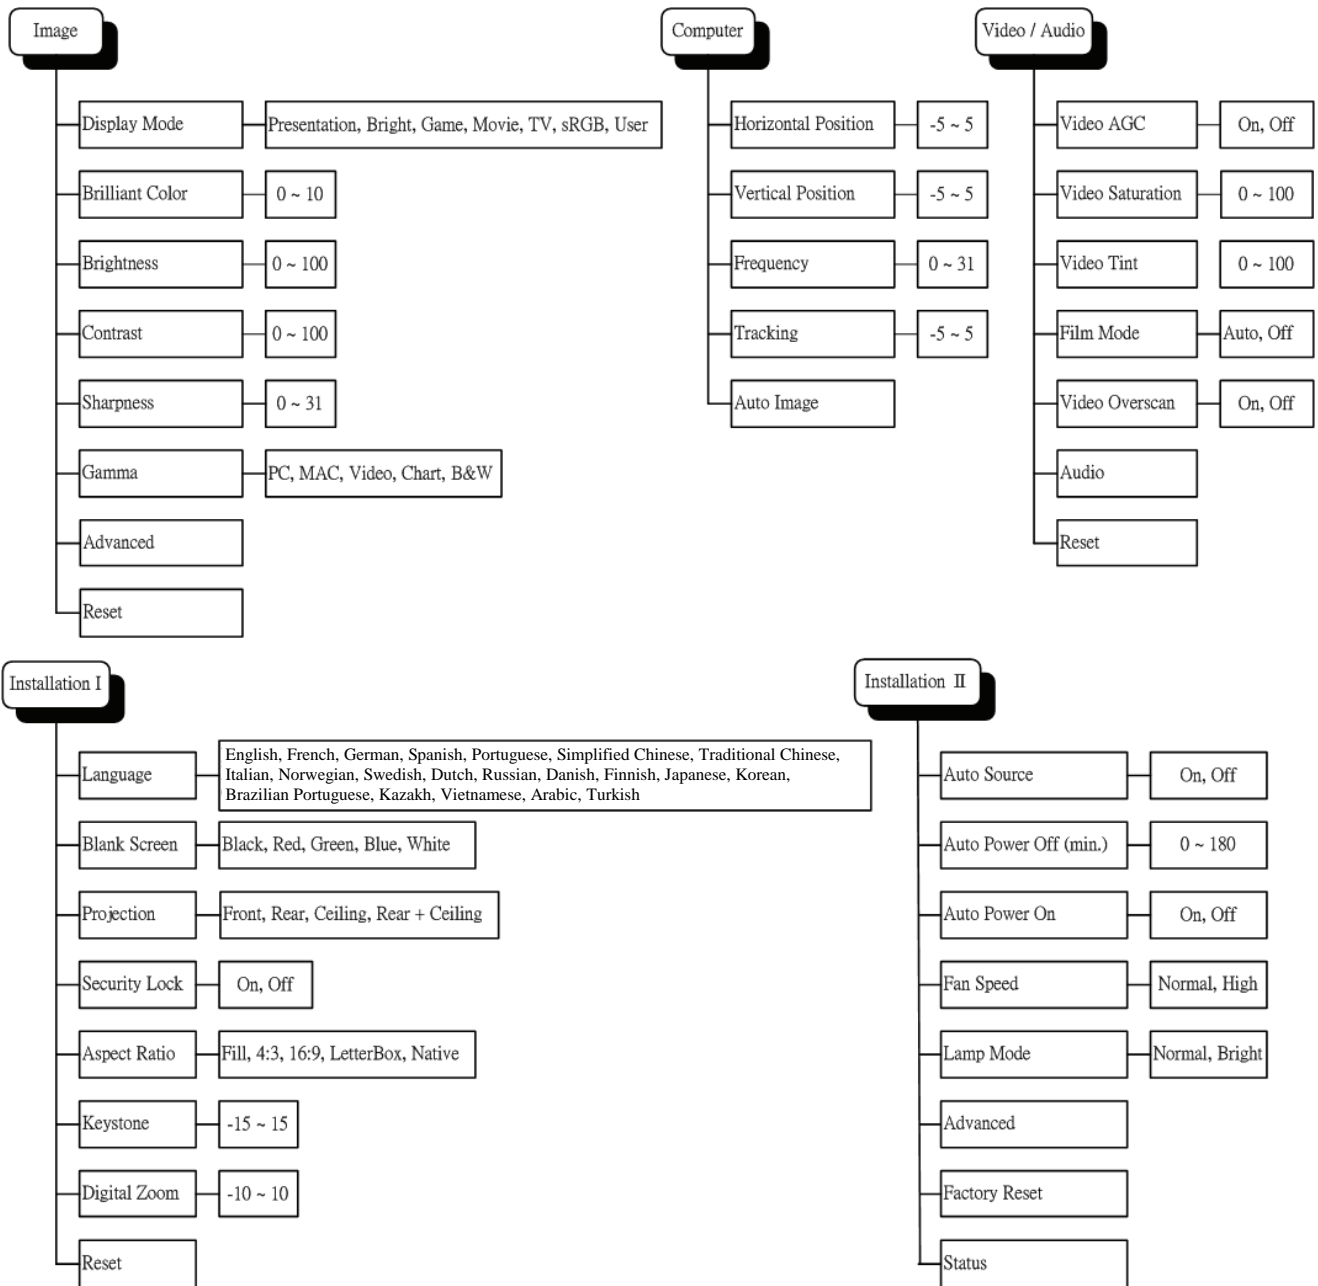 Image
Display Mode
Presentation, Bright, Game, Movie, TV, sRGB, User
Brilliant Color
0 ~ 10
Brightness
0 ~ 100
Contrast
0 ~ 100
Sharpness
0 ~ 31
Gamma
PC, MAC, Video, Chart, B&W
Advanced
Reset
Computer
Horizontal Position
-5 ~ 5
Vertical Position
-5 ~ 5
Frequency
0 ~ 31
Tracking
-5 ~ 5
Auto Image
Video / Audio
Video AGC
On, Off
Video Saturation
0 ~ 100
Video Tint
0 ~ 100
Film Mode
Auto, Off
Video Overscan
On, Off
Audio
Reset
Installation I
Language
English, French, German, Spanish, Portuguese, Simplified Chinese, Traditional Chinese,
Italian, Norwegian, Swedish, Dutch, Russian, Danish, Finnish, Japanese, Korean,
Brazilian Portuguese, Kazakh, Vietnamese, Arabic, Turkish
Blank Screen
Black, Red, Green, Blue, White
Projection
Front, Rear, Ceiling, Rear + Ceiling
Security Lock
On, Off
Aspect Ratio
Fill, 4:3, 16:9, LetterBox, Native
Keystone
-15 ~ 15
Digital Zoom
-10 ~ 10
Reset
Installation II
Auto Source
On, Off
Auto Power Off (min.)
0 ~ 180
Auto Power On
On, Off
Fan Speed
Normal, High
Lamp Mode
Normal, Bright
Advanced
Factory Reset
Status